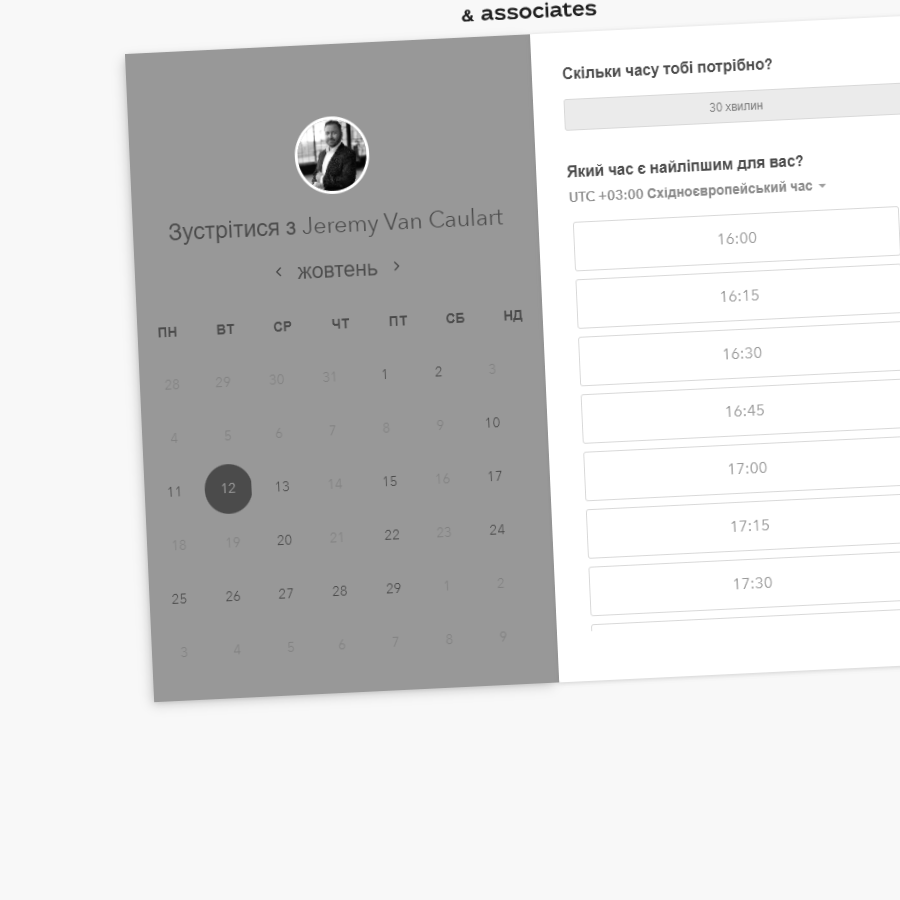 & associates
Зустрітися з Jeremy Van Caulart
жовтень
ПН ВТ СР ЧТ ПТ СБ НД
28 29 30 31 1 2 3
4 5 6 7 8 9 10
11 12 13 14 15 16 17
18 19 20 21 22 23 24
25 26 27 28 29 1 2
3 4 5 6 7 8 9
Скільки часу тобі потрібно?
30 хвилин
Який час є найліпшим для вас?
UTC +03:00 Східноєвропейський час
16:00
16:15
16:30
16:45
17:00
17:15
17:30